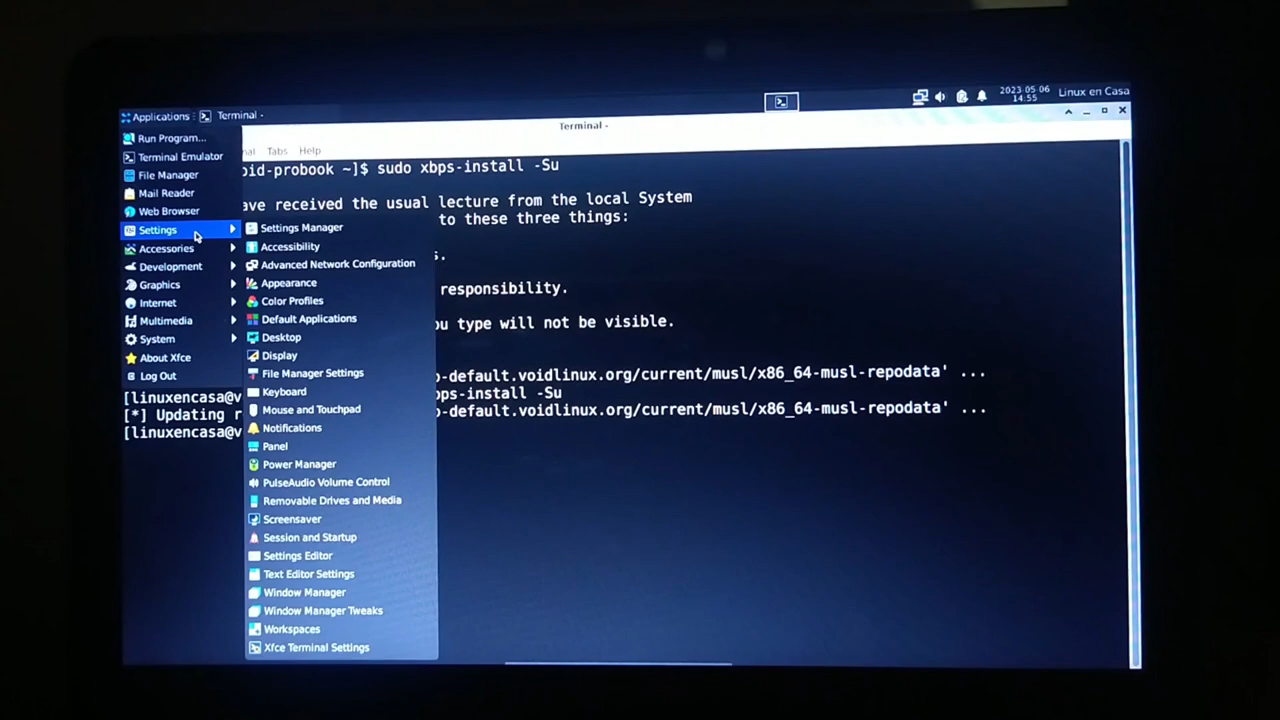 Applications
Terminal -
2023-05-06
14:55
Linux en Casa
Terminal -
Tabs Help
Run Program...
Terminal Emulator
File Manager
Mail Reader
Web Browser
Settings
Accessories
Development
Graphics
Internet
Multimedia
System
About Xfce
Log Out
Settings Manager
Accessibility
Advanced Network Configuration
Appearance
Color Profiles
Default Applications
Desktop
Display
File Manager Settings
Keyboard
Mouse and Touchpad
Notifications
Panel
Power Manager
PulseAudio Volume Control
Removable Drives and Media
Screensaver
Session and Startup
Settings Editor
Text Editor Settings
Window Manager
Window Manager Tweaks
Workspaces
Xfce Terminal Settings
oid-probook ~]$ sudo xbps-install -Su
ave received the usual lecture from the local System
to these three things:
s.
responsibility.
ou type will not be visible.
o-default.voidlinux.org/current/musl/x86_64-musl-repodata' ...
[linuxencasa@v
bps-install -Su
[*] Updating r
o-default.voidlinux.org/current/musl/x86_64-musl-repodata' ...
[linuxencasa@v